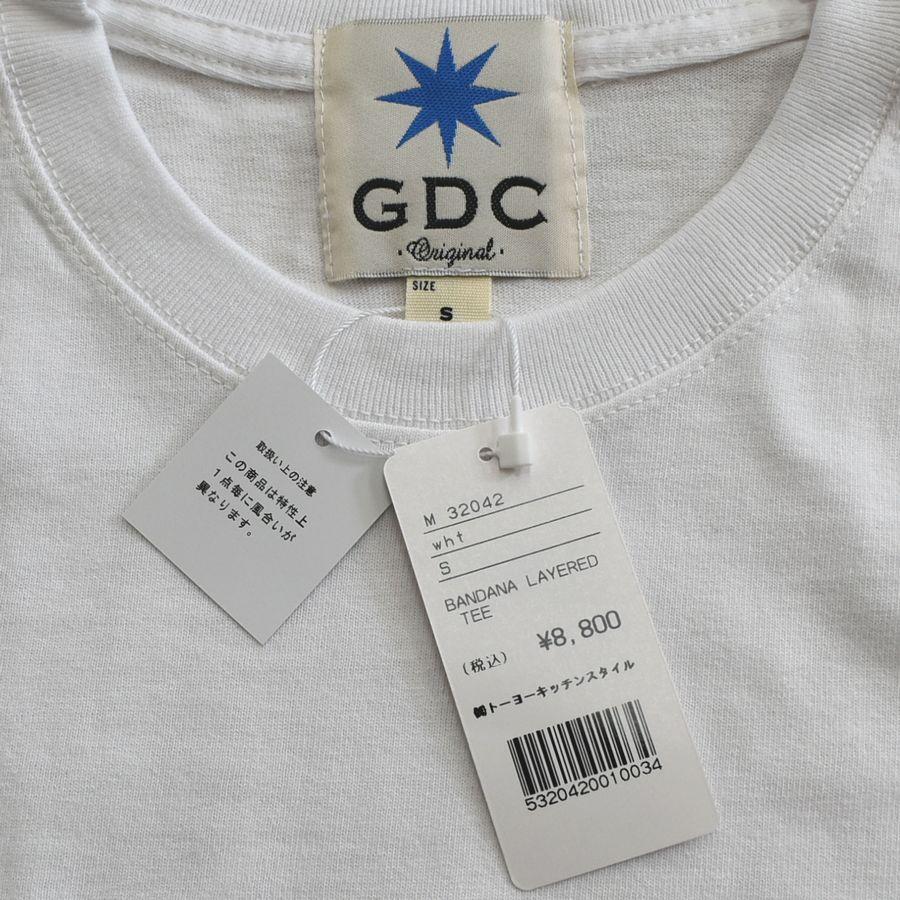 GDC
·Original·
SIZE
S
取扱い上の注意
この商品は特性上
1点毎に風合いが
異なります。
M 32042
wht
S
BANDANA LAYERED
TEE
¥8,800
(税込)
㈱トーヨーキッチンスタイル
5320420010034